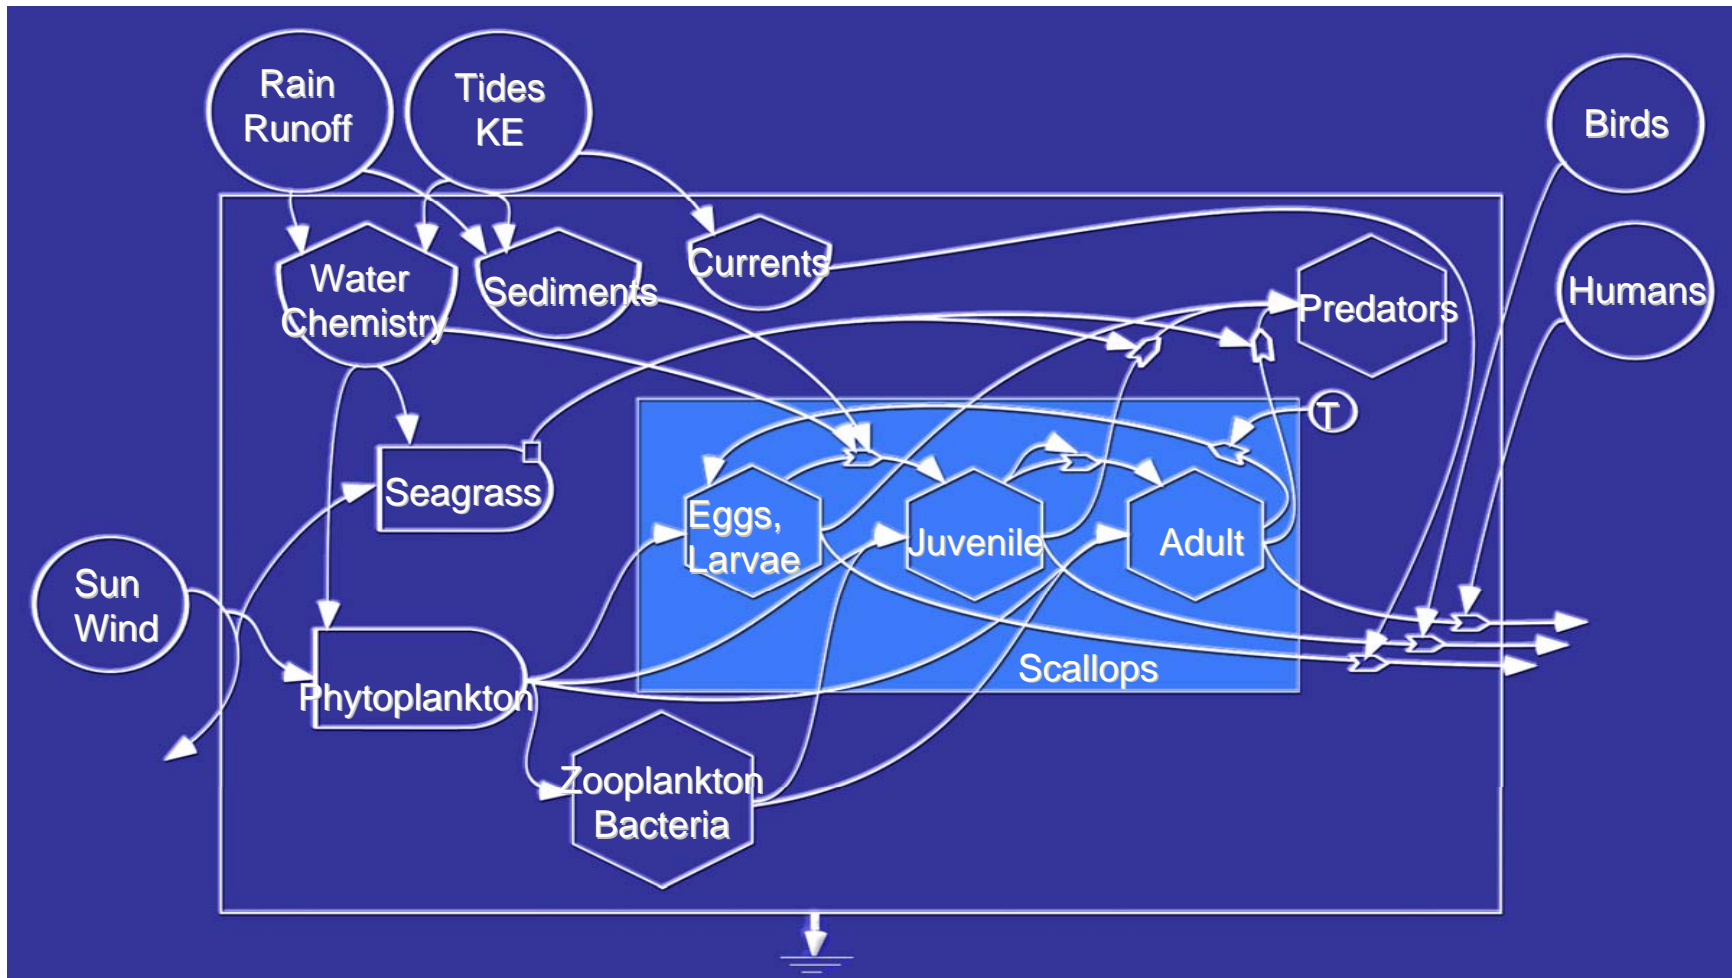 Rain
Runoff
Tides
KE
Birds
Water
Chemistry
Sediments
Currents
Predators
Humans
T
Seagrass
Eggs,
Larvae
Juvenile
Adult
Sun
Wind
Scallops
Phytoplankton
Zooplankton
Bacteria